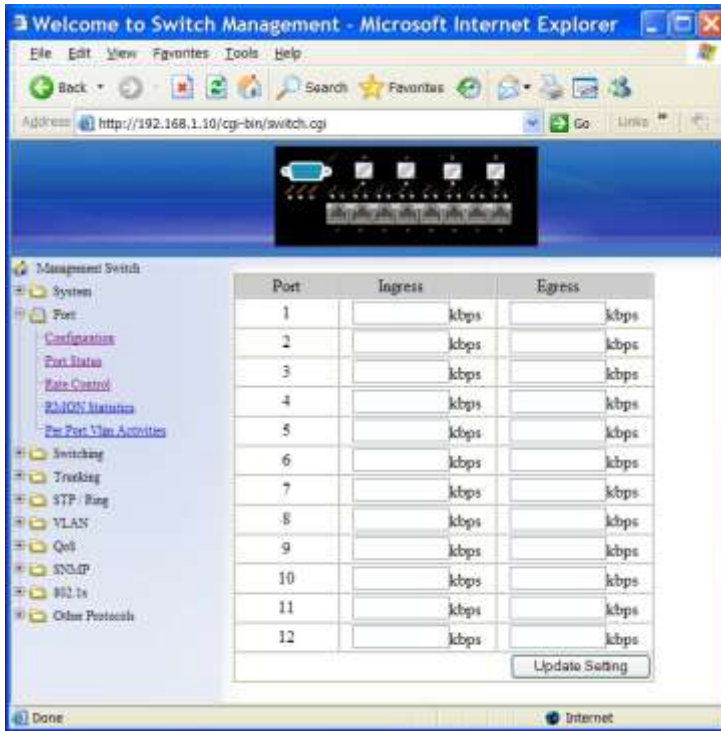 Welcome to Switch Management - Microsoft Internet Explorer
File Edit View Favorites Tools Help
Back Search Favorites
Address http://192.168.1.10/cgi-bin/switch.cgi Go Links
Management Switch
System
Port
Configuration
Port Status
Rate Control
RMON Statistics
Per Port Vlan Activities
Switching
Trunking
STP / Ring
VLAN
QoS
SNMP
802.1x
Other Protocols
Port Ingress Egress
1 kbps kbps
2 kbps kbps
3 kbps kbps
4 kbps kbps
5 kbps kbps
6 kbps kbps
7 kbps kbps
8 kbps kbps
9 kbps kbps
10 kbps kbps
11 kbps kbps
12 kbps kbps
Update Setting
Done Internet